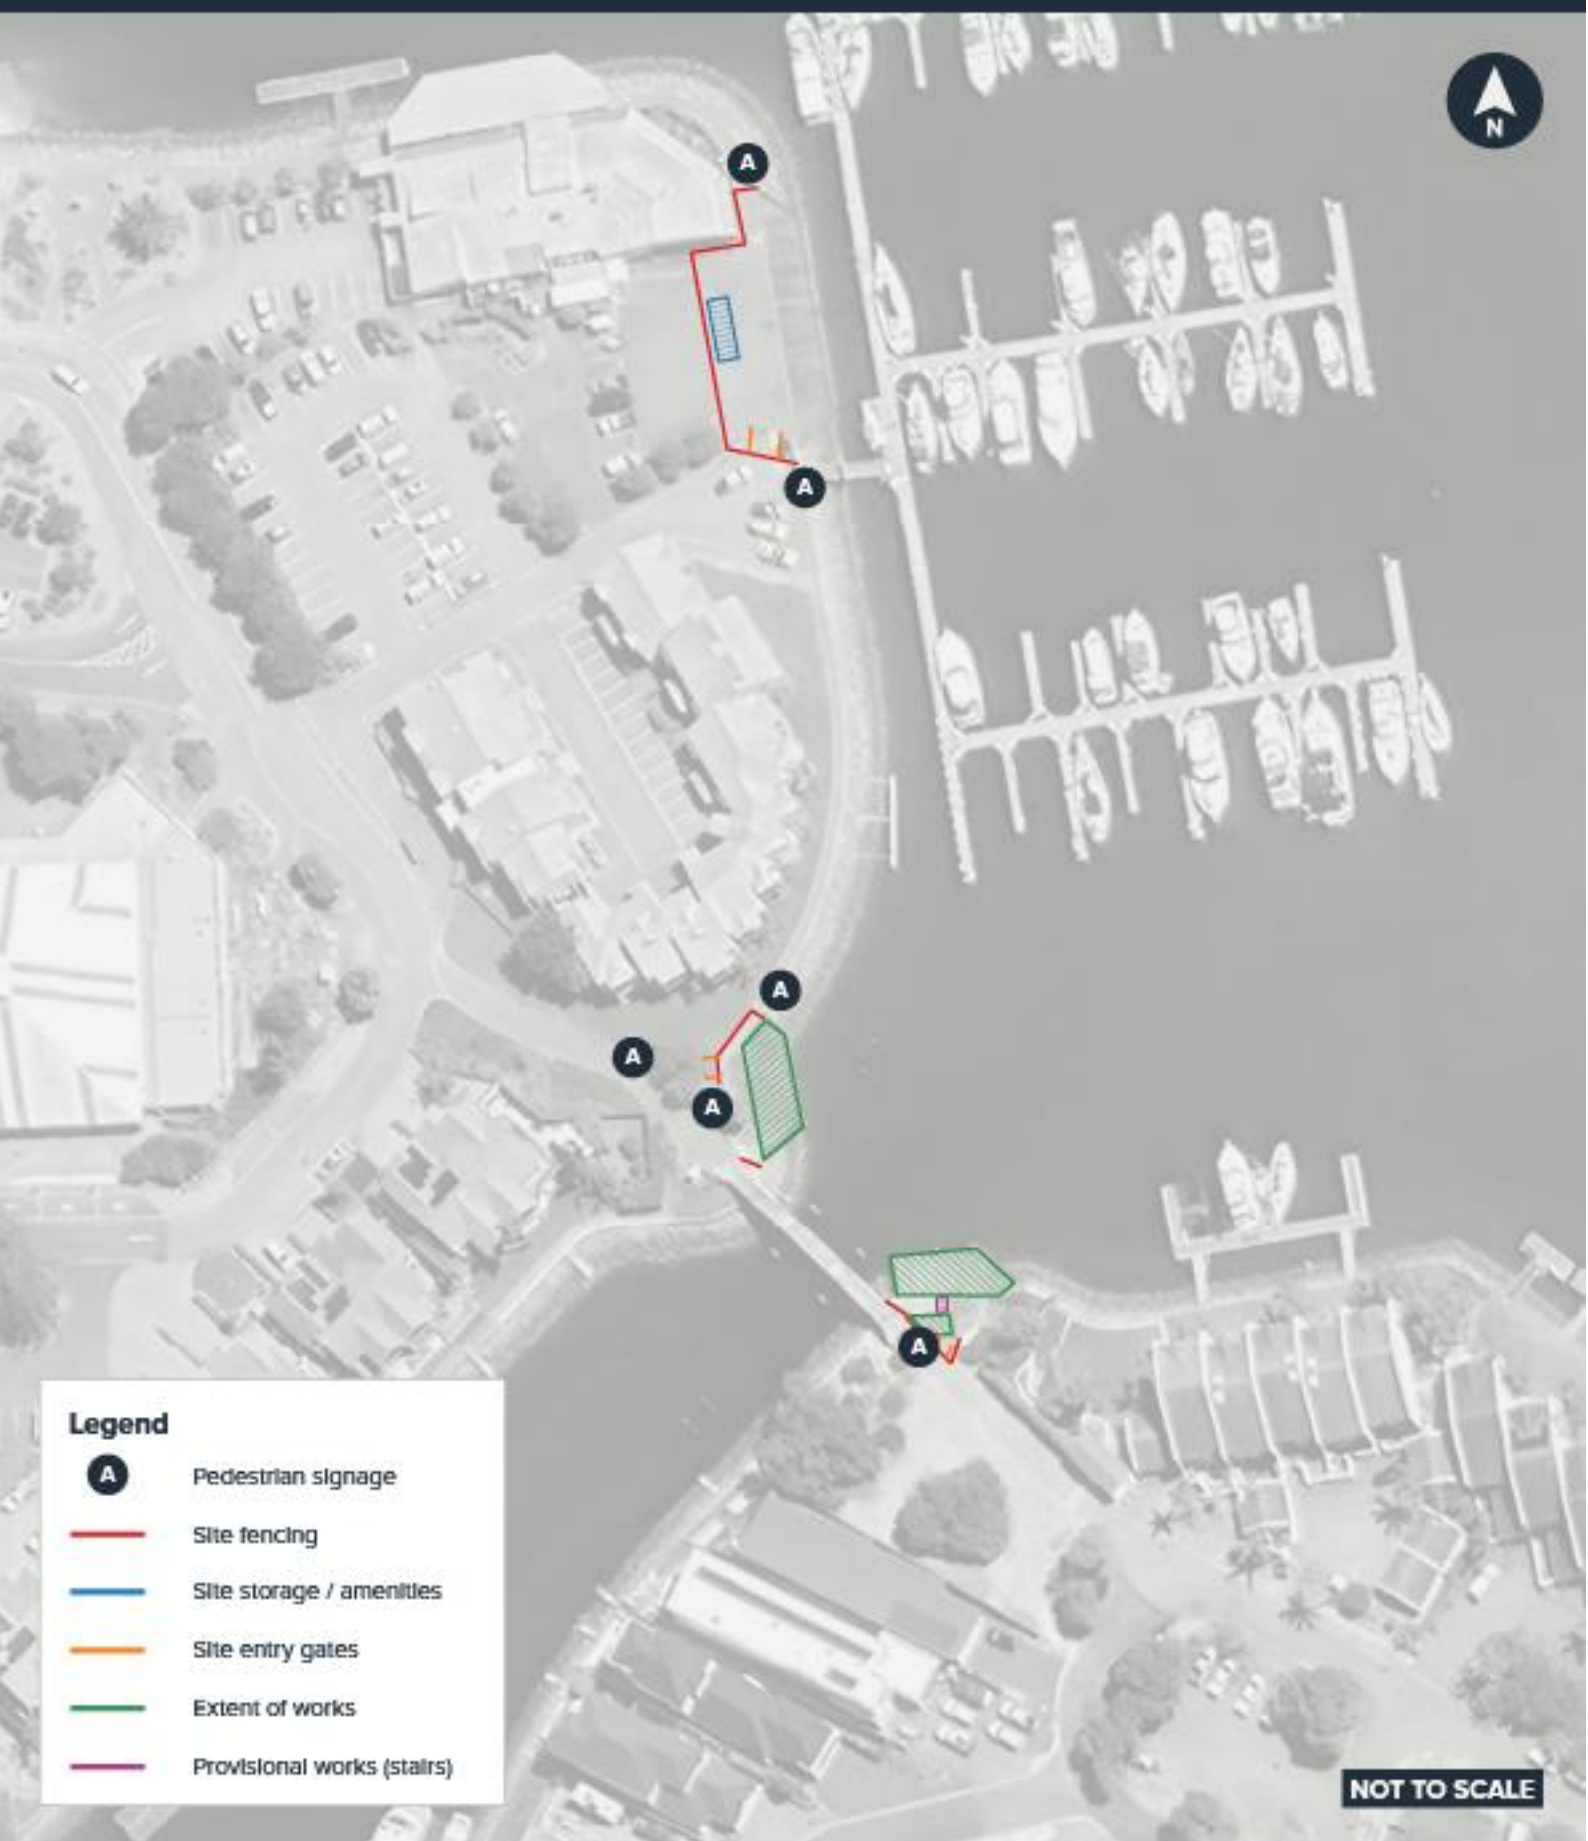 N
A
A
A
A
A
A
Legend
A Pedestrian signage
Site fencing
Site storage / amenities
Site entry gates
Extent of works
Provisional works (stairs)
NOT TO SCALE